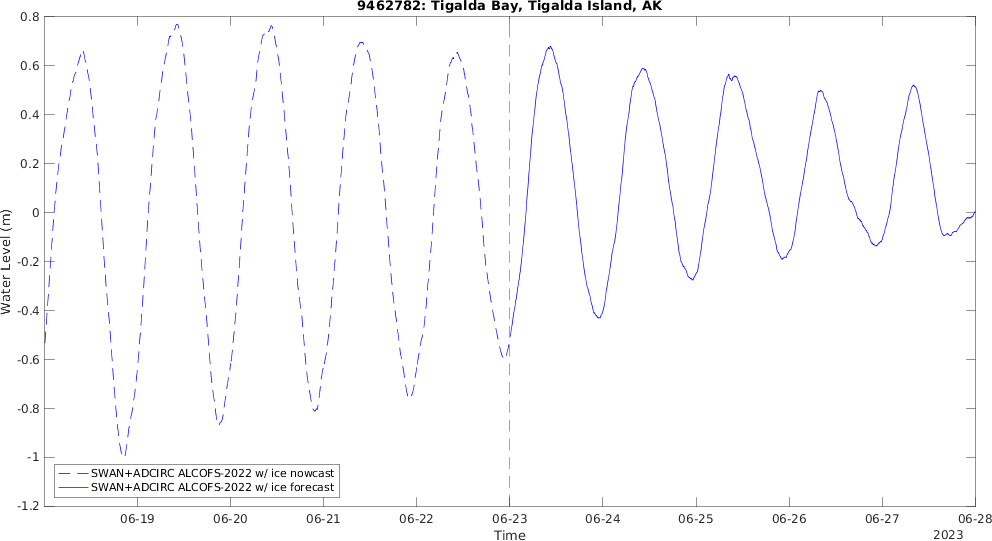 9462782: Tigalda Bay, Tigalda Island, AK
0.8
0.6
0.4
0.2
0
-0.2
-0.4
-0.6
-0.8
-1
-1.2
Water Level (m)
SWAN+ADCIRC ALCOFS-2022 w/ ice nowcast
SWAN+ADCIRC ALCOFS-2022 w/ ice forecast
06-19 06-20 06-21 06-22 06-23 06-24 06-25 06-26 06-27 06-28
Time
2023